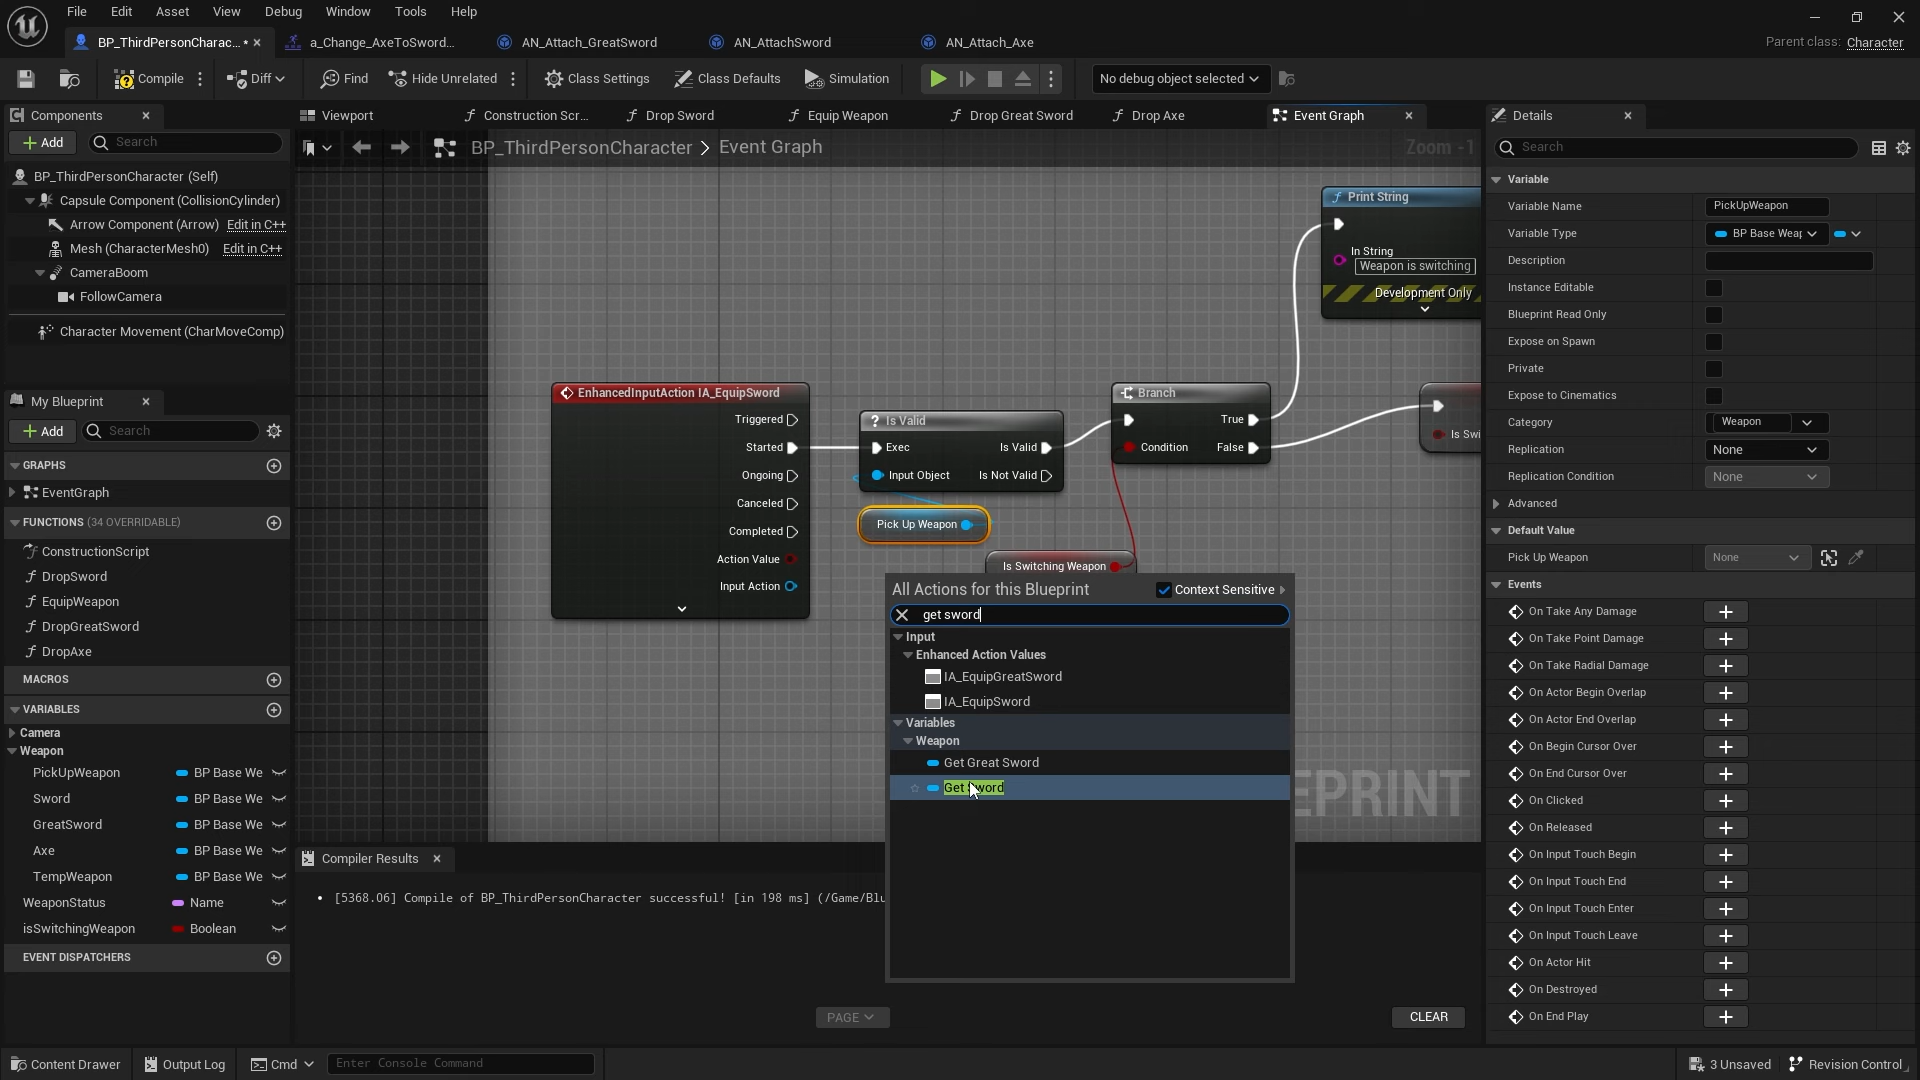 File Edit Asset View Debug Window Tools Help
BP_ThirdPersonCharac... •
a_Change_AxeToSword...
AN_Attach_GreatSword
AN_AttachSword
AN_Attach_Axe
Parent class: Character
Compile
Diff
Find
Hide Unrelated
Class Settings
Class Defaults
Simulation
No debug object selected
Components
Add
Search
BP_ThirdPersonCharacter (Self)
Capsule Component (CollisionCylinder)
Arrow Component (Arrow) Edit in C++
Mesh (CharacterMesh0) Edit in C++
CameraBoom
FollowCamera
Character Movement (CharMoveComp)
My Blueprint
Add
Search
GRAPHS
EventGraph
FUNCTIONS (34 OVERRIDABLE)
ConstructionScript
DropSword
EquipWeapon
DropGreatSword
DropAxe
MACROS
VARIABLES
Camera
Weapon
PickUpWeapon BP Base We
Sword BP Base We
GreatSword BP Base We
Axe BP Base We
TempWeapon BP Base We
WeaponStatus Name
isSwitchingWeapon Boolean
EVENT DISPATCHERS
Viewport
Construction Scr...
Drop Sword
Equip Weapon
Drop Great Sword
Drop Axe
Event Graph
BP_ThirdPersonCharacter > Event Graph
Zoom -1
Print String
In String
Weapon is switching
Development Only
EnhancedInputAction IA_EquipSword
Triggered
Started
Ongoing
Canceled
Completed
Action Value
Input Action
? Is Valid
Exec Is Valid
Input Object Is Not Valid
Pick Up Weapon
Branch
True
Condition False
Is Swi
Is Switching Weapon
All Actions for this Blueprint Context Sensitive
get sword
Input
Enhanced Action Values
IA_EquipGreatSword
IA_EquipSword
Variables
Weapon
Get Great Sword
Get Sword
EPRINT
Compiler Results
[5368.06] Compile of BP_ThirdPersonCharacter successful! [in 198 ms] (/Game/Blu
PAGE
CLEAR
Details
Search
Variable
Variable Name PickUpWeapon
Variable Type BP Base Weap
Description
Instance Editable
Blueprint Read Only
Expose on Spawn
Private
Expose to Cinematics
Category Weapon
Replication None
Replication Condition None
Advanced
Default Value
Pick Up Weapon None
Events
On Take Any Damage
On Take Point Damage
On Take Radial Damage
On Actor Begin Overlap
On Actor End Overlap
On Begin Cursor Over
On End Cursor Over
On Clicked
On Released
On Input Touch Begin
On Input Touch End
On Input Touch Enter
On Input Touch Leave
On Actor Hit
On Destroyed
On End Play
Content Drawer
Output Log
Cmd
Enter Console Command
3 Unsaved
Revision Control